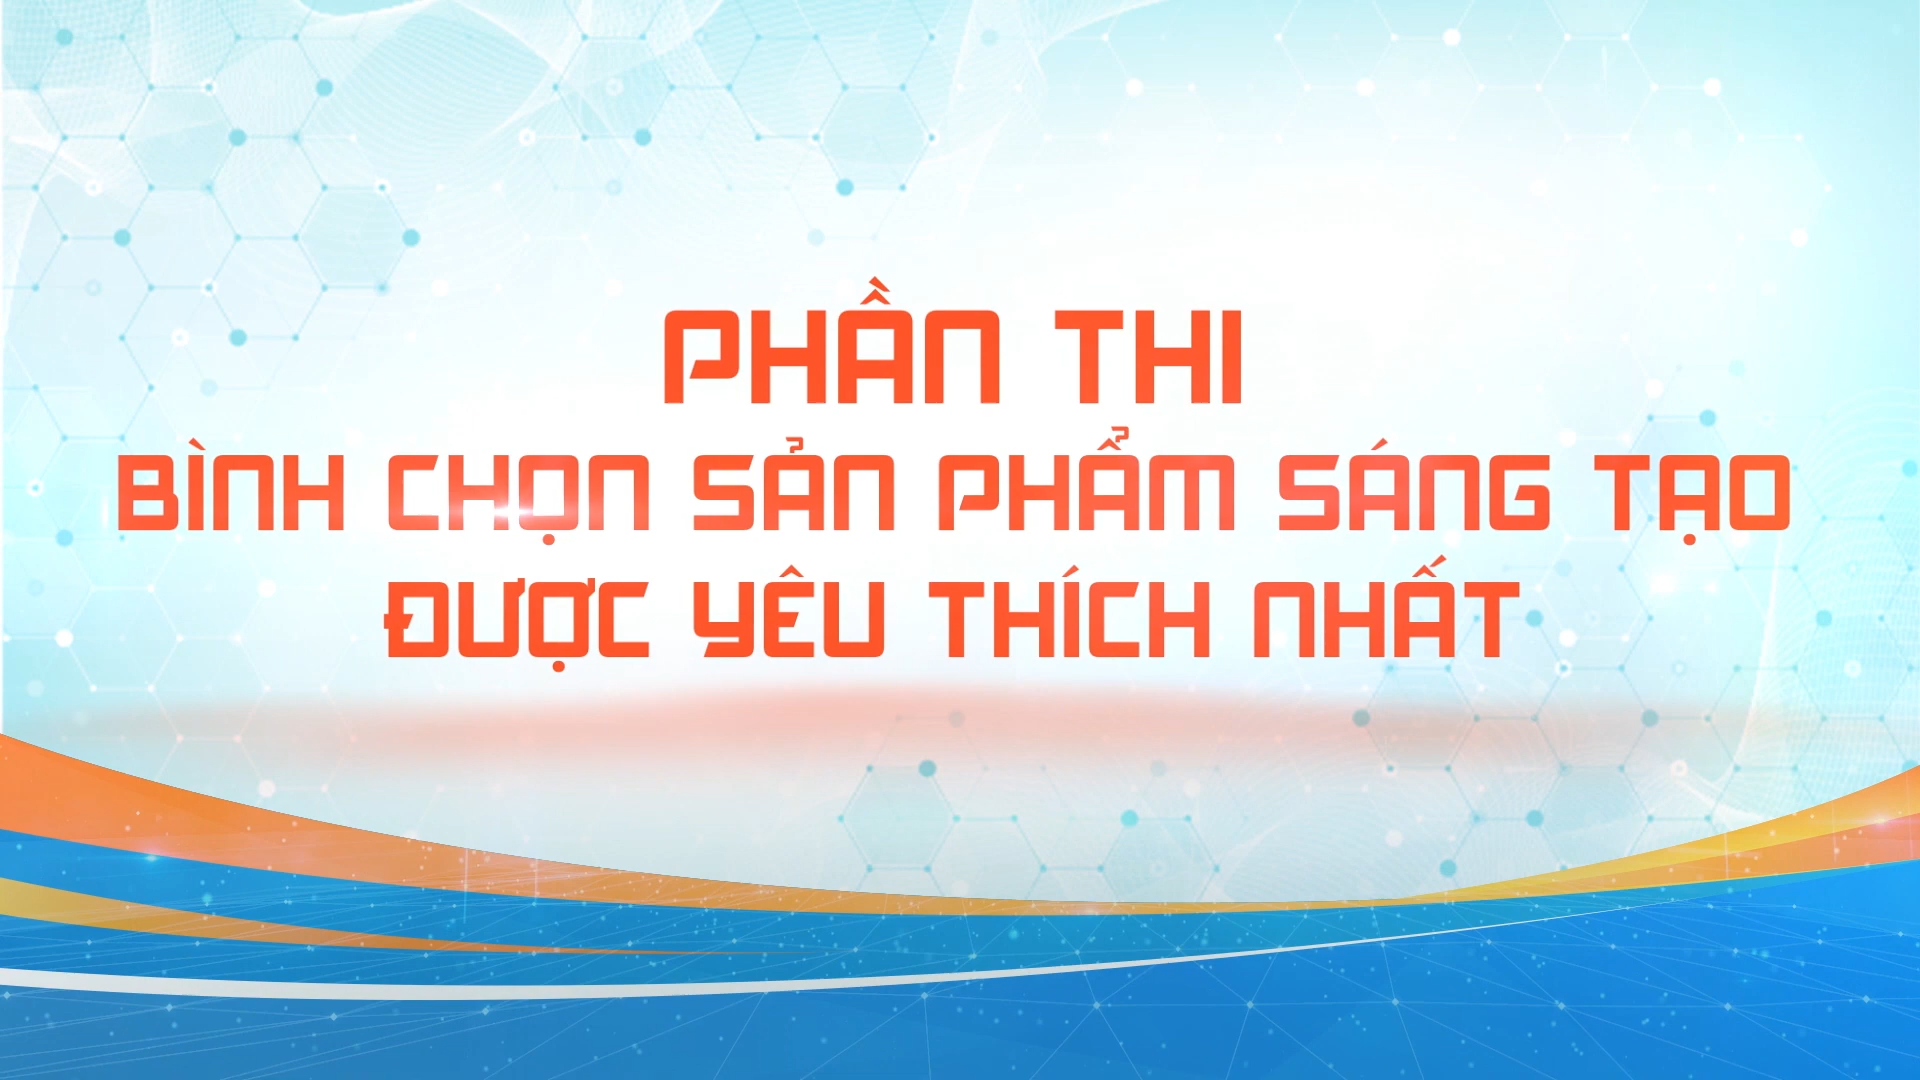 PHẦN THI
BÌNH CHỌN SẢN PHẨM SÁNG TẠO
ĐƯỢC YÊU THÍCH NHẤT